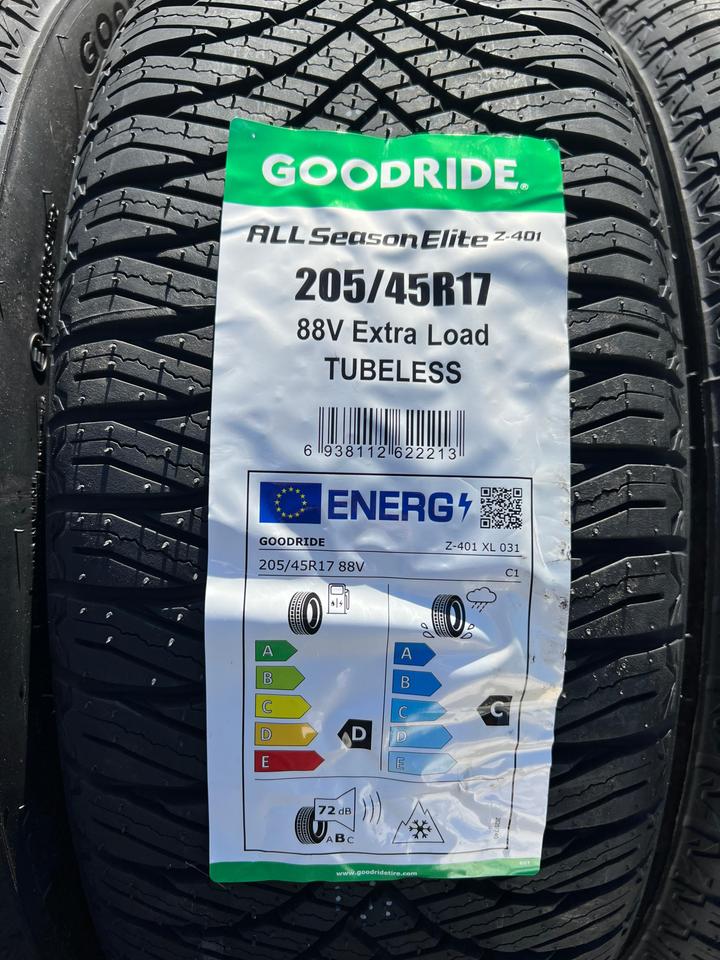 GOODRIDE®
ALL Season Elite Z-401
205/45R17
88V Extra Load
TUBELESS
6 938112 622213
ENERG
GOODRIDE
Z-401 XL 031
205/45R17 88V
C1
A
B
C
D
E
D
A
B
C
D
E
C
72 dB
ABC
www.goodridetire.com